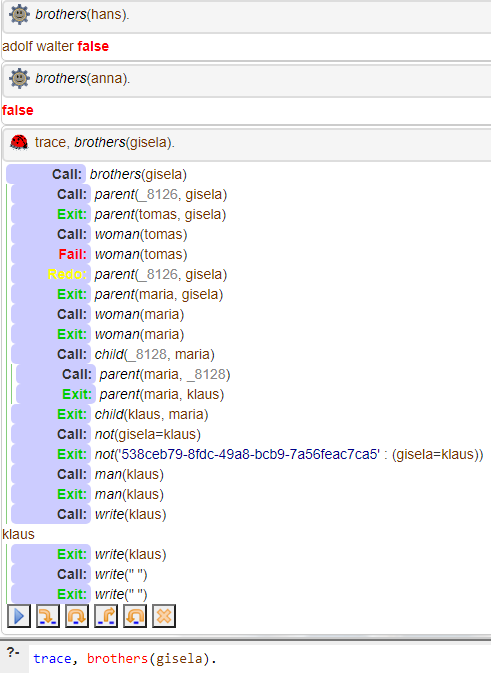 brothers(hans).
adolf walter false
brothers(anna).
false
trace, brothers(gisela).
Call: brothers(gisela)
Call: parent(_8126, gisela)
Exit: parent(tomas, gisela)
Call: woman(tomas)
Fail: woman(tomas)
Redo: parent(_8126, gisela)
Exit: parent(maria, gisela)
Call: woman(maria)
Exit: woman(maria)
Call: child(_8128, maria)
Call: parent(maria, _8128)
Exit: parent(maria, klaus)
Exit: child(klaus, maria)
Call: not(gisela=klaus)
Exit: not('538ceb79-8fdc-49a8-bcb9-7a56feac7ca5' : (gisela=klaus))
Call: man(klaus)
Exit: man(klaus)
Call: write(klaus)
klaus
Exit: write(klaus)
Call: write(" ")
Exit: write(" ")
?- trace, brothers(gisela).